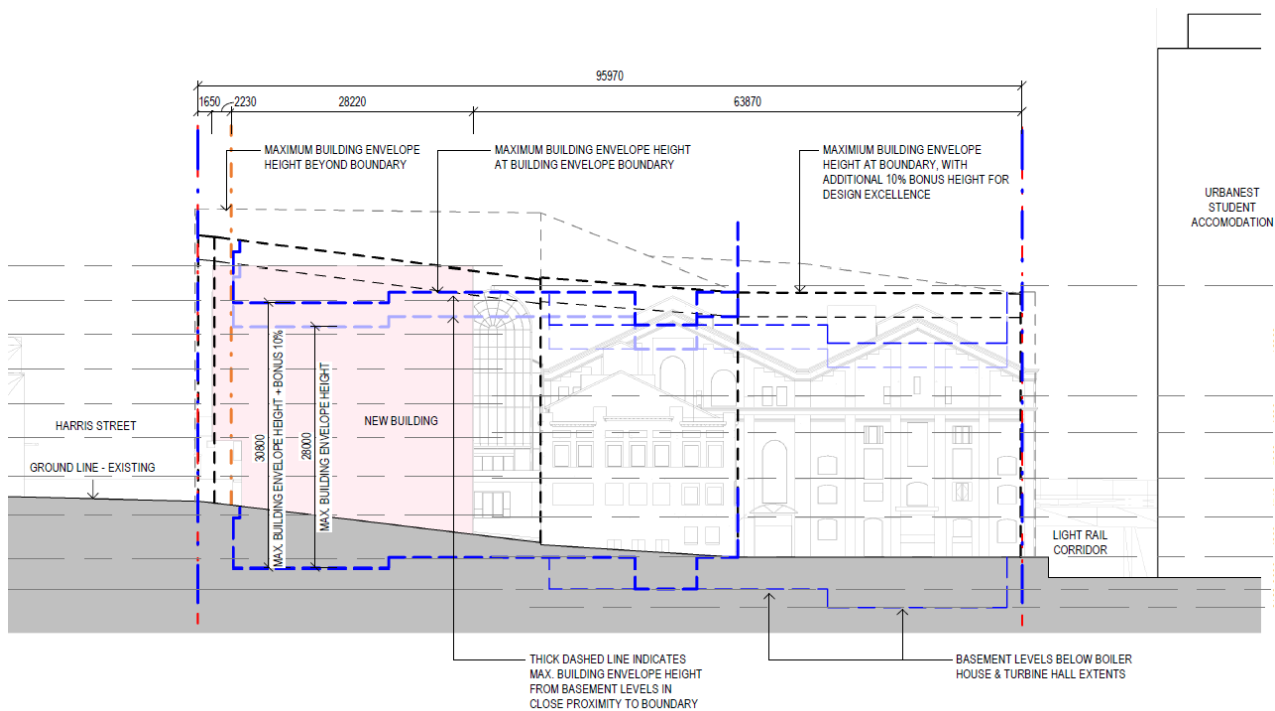 95970
1650
2230
28220
63870
MAXIMUM BUILDING ENVELOPE
HEIGHT BEYOND BOUNDARY
MAXIMUM BUILDING ENVELOPE HEIGHT
AT BUILDING ENVELOPE BOUNDARY
MAXIMIUM BUILDING ENVELOPE
HEIGHT AT BOUNDARY, WITH
ADDITIONAL 10% BONUS HEIGHT FOR
DESIGN EXCELLENCE
URBANEST
STUDENT
ACCOMODATION
HARRIS STREET
GROUND LINE - EXISTING
30800
MAX. BUILDING ENVELOPE HEIGHT + BONUS 10%
28000
MAX. BUILDING ENVELOPE HEIGHT
NEW BUILDING
LIGHT RAIL
CORRIDOR
THICK DASHED LINE INDICATES
MAX. BUILDING ENVELOPE HEIGHT
FROM BASEMENT LEVELS IN
CLOSE PROXIMITY TO BOUNDARY
BASEMENT LEVELS BELOW BOILER
HOUSE & TURBINE HALL EXTENTS